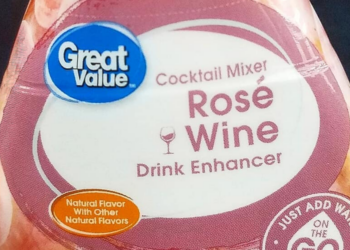 Great
Value
Cocktail Mixer
Rosé
Wine
Drink Enhancer
Natural Flavor
With Other
Natural Flavors
JUST ADD WA
ON
THE
GO